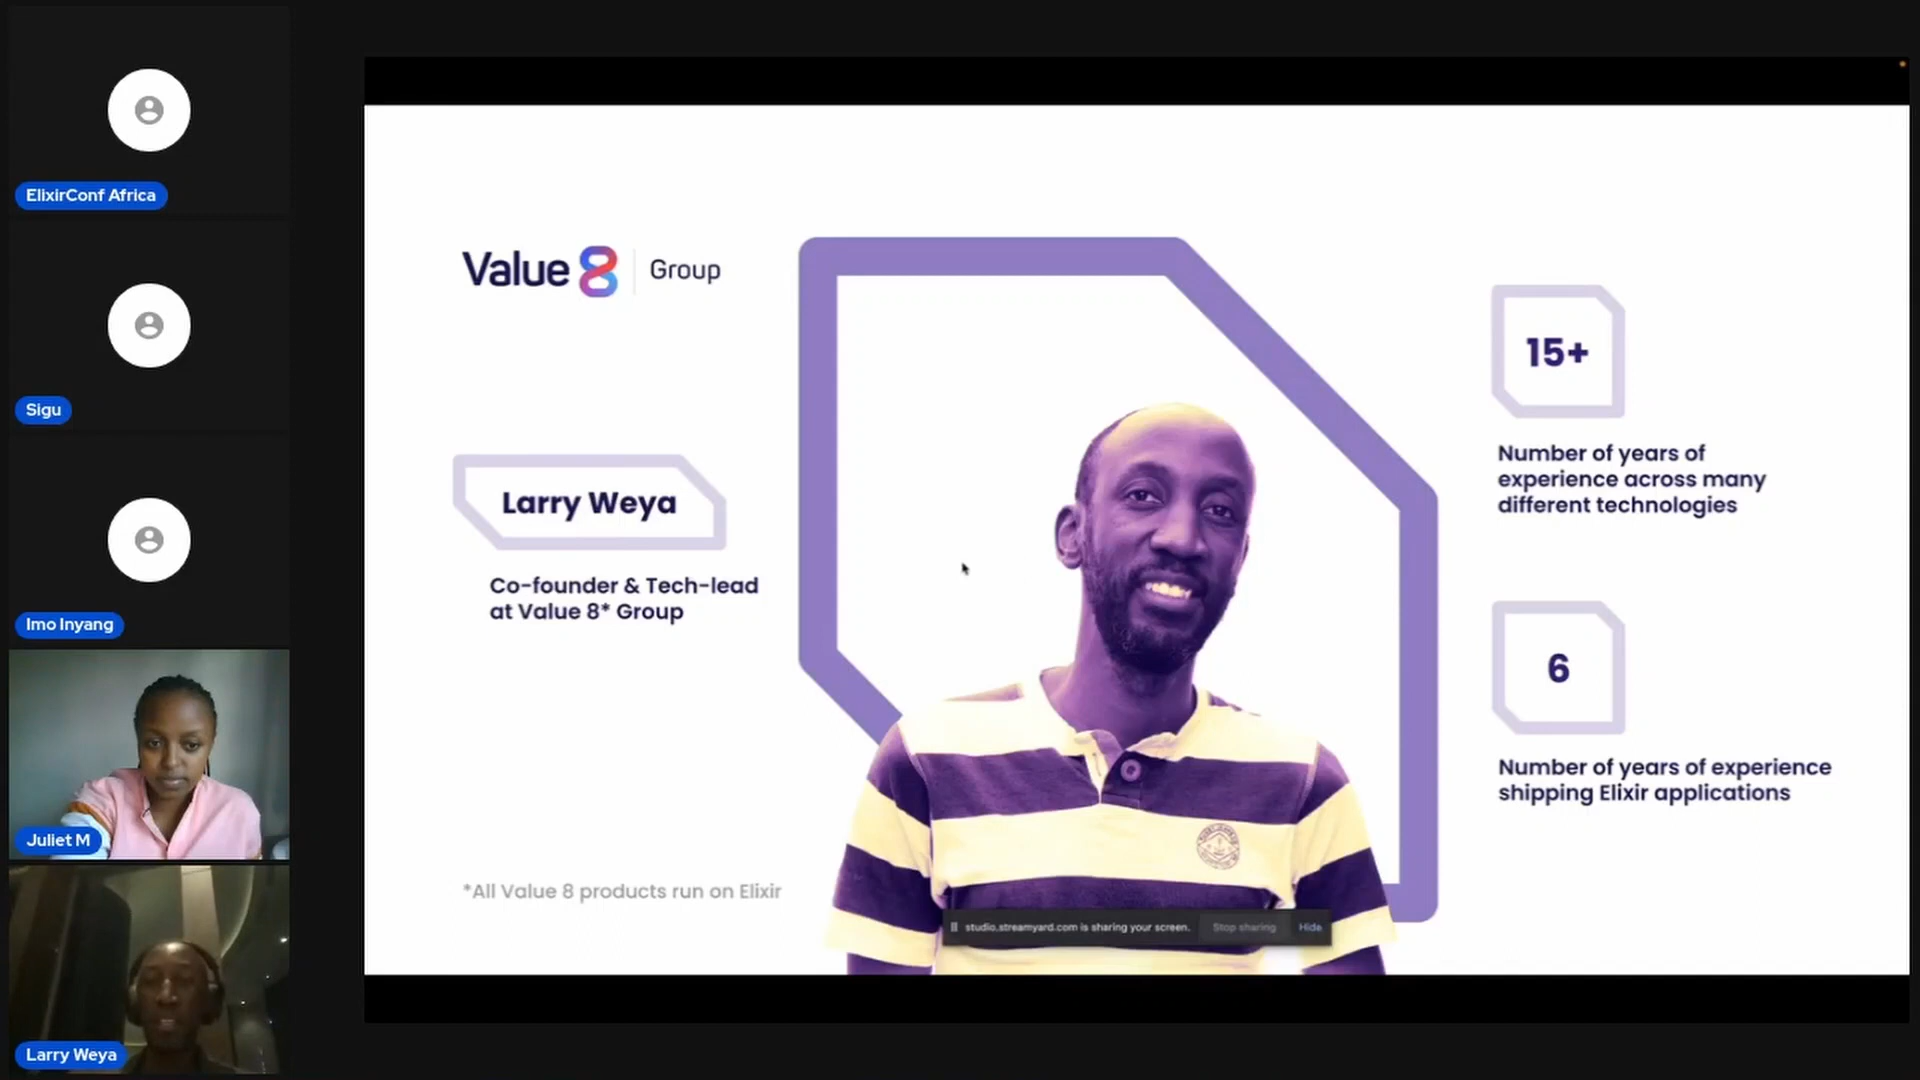 ElixirConf Africa
Sigu
Imo Inyang
Juliet M
Larry Weya
Value 8 Group
Larry Weya
Co-founder & Tech-lead
at Value 8* Group
*All Value 8 products run on Elixir
15+
Number of years of
experience across many
different technologies
6
Number of years of experience
shipping Elixir applications
studio.streamyard.com is sharing your screen. Stop sharing Hide